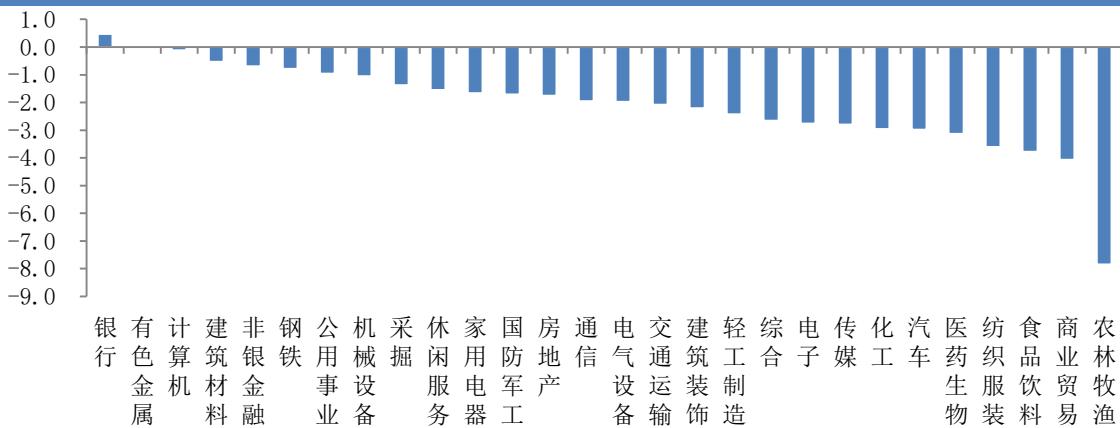 1.0
0.0
-1.0
-2.0
-3.0
-4.0
-5.0
-6.0
-7.0
-8.0
-9.0
银行
有色金属
计算机
建筑材料
非银金融
钢铁
公用事业
机械设备
采掘
休闲服务
家用电器
国防军工
房地产
通信
电气设备
交通运输
建筑装饰
轻工制造
综合
电子
传媒
化工
汽车
医药生物
纺织服装
食品饮料
商业贸易
农林牧渔